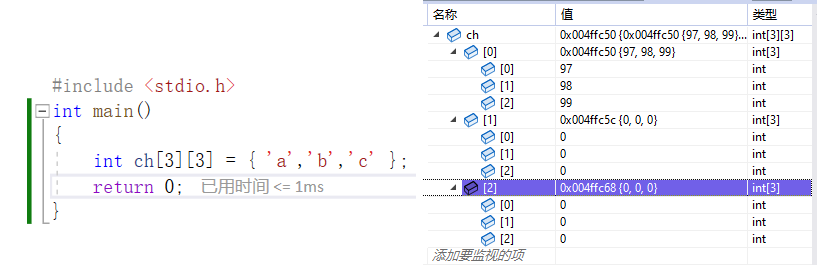 #include <stdio.h>
int main()
{
int ch[3][3] = { 'a','b','c' };
return 0; 已用时间 <= 1ms
}
名称 值 类型
ch 0x004ffc50 {0x004ffc50 {97, 98, 99}... int[3][3]
[0] 0x004ffc50 {97, 98, 99} int[3]
[0] 97 int
[1] 98 int
[2] 99 int
[1] 0x004ffc5c {0, 0, 0} int[3]
[0] 0 int
[1] 0 int
[2] 0 int
[2] 0x004ffc68 {0, 0, 0} int[3]
[0] 0 int
[1] 0 int
[2] 0 int
添加要监视的项